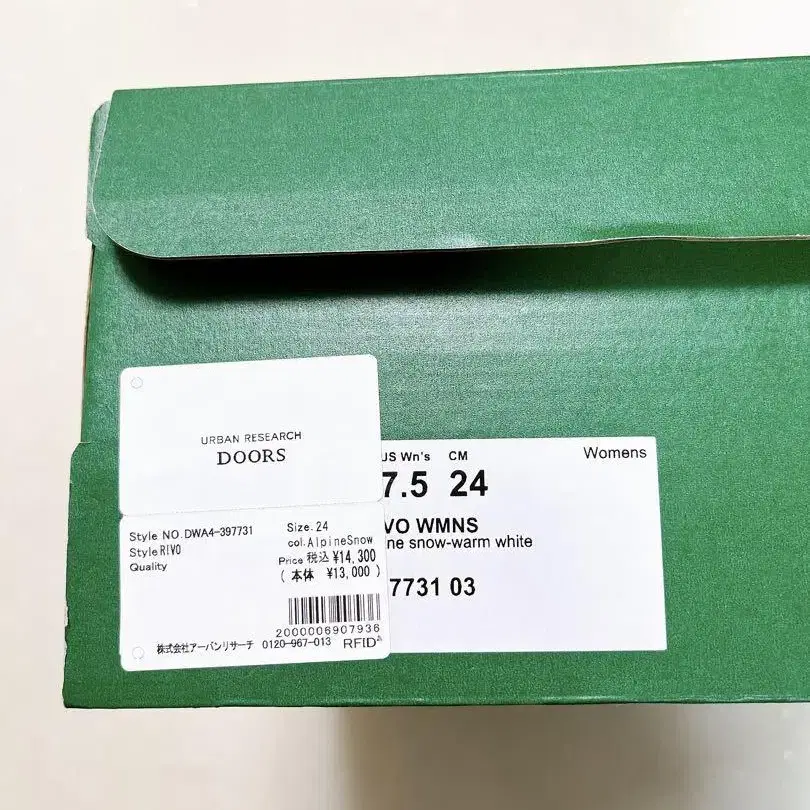 URBAN RESEARCH
DOORS
Style NO.DWA4-397731
Size.24
Style RIVO
col.AlpineSnow
Quality
Price 税込 ¥14,300
( 本体 ¥13,000 )
2000006907936
株式会社アーバンリサーチ 0120-967-013 RFID
US Wn's CM
7.5 24
Womens
VO WMNS
ne snow-warm white
7731 03